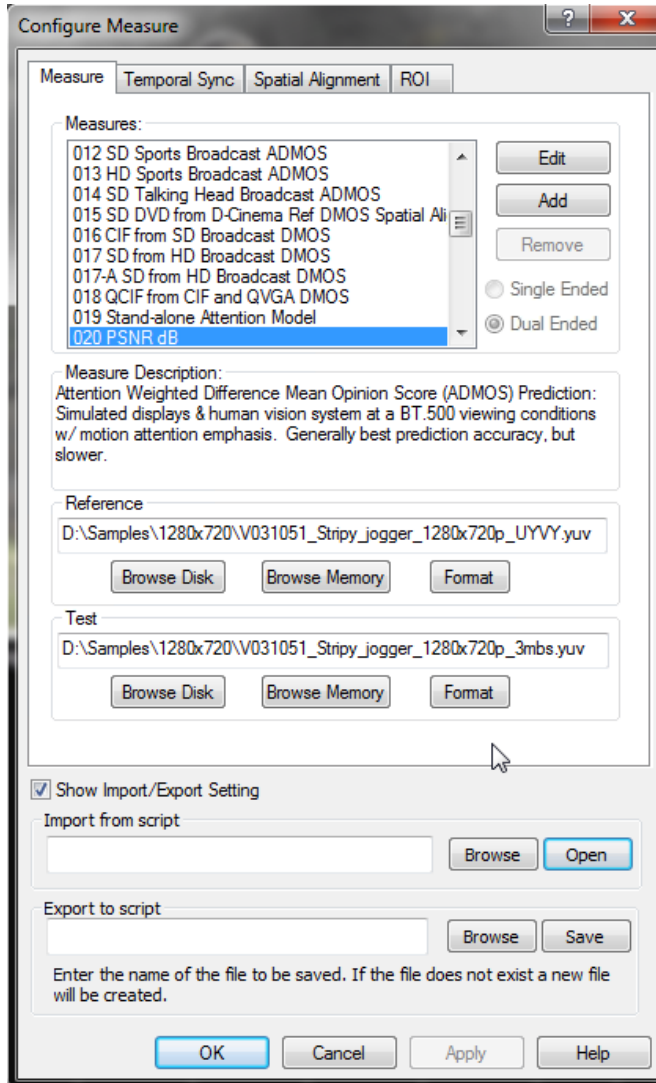 Configure Measure
?
X
Measure
Temporal Sync
Spatial Alignment
ROI
Measures:
012 SD Sports Broadcast ADMOS
013 HD Sports Broadcast ADMOS
014 SD Talking Head Broadcast ADMOS
015 SD DVD from D-Cinema Ref DMOS Spatial Ali
016 CIF from SD Broadcast DMOS
017 SD from HD Broadcast DMOS
017-A SD from HD Broadcast DMOS
018 QCIF from CIF and QVGA DMOS
019 Stand-alone Attention Model
020 PSNR dB
Edit
Add
Remove
Single Ended
Dual Ended
Measure Description:
Attention Weighted Difference Mean Opinion Score (ADMOS) Prediction:
Simulated displays & human vision system at a BT.500 viewing conditions
w/ motion attention emphasis.  Generally best prediction accuracy, but
slower.
Reference
D:\Samples\1280x720\V031051_Stripy_jogger_1280x720p_UYVY.yuv
Browse Disk
Browse Memory
Format
Test
D:\Samples\1280x720\V031051_Stripy_jogger_1280x720p_3mbs.yuv
Browse Disk
Browse Memory
Format
Show Import/Export Setting
Import from script
Browse
Open
Export to script
Browse
Save
Enter the name of the file to be saved. If the file does not exist a new file
will be created.
OK
Cancel
Apply
Help